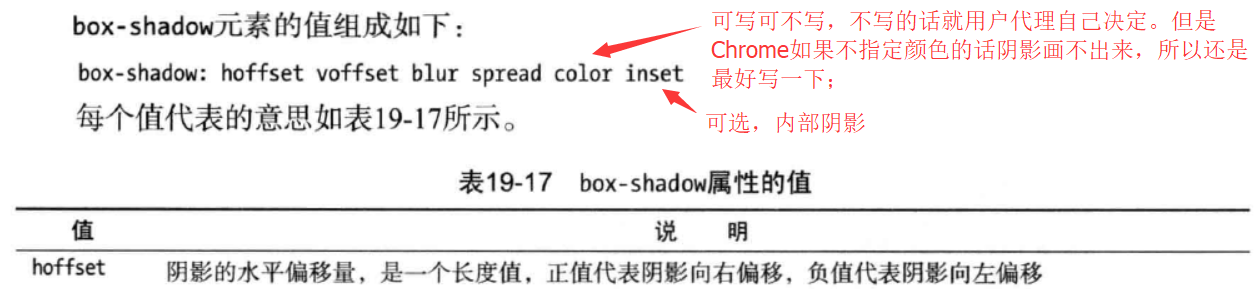 box-shadow元素的值组成如下：
可写可不写，不写的话就用户代理自己决定。但是
Chrome如果不指定颜色的话阴影画不出来，所以还是
最好写一下；
box-shadow: hoffset voffset blur spread color inset
可选，内部阴影
每个值代表的意思如表19-17所示。
表19-17 box-shadow属性的值
值 说 明
hoffset 阴影的水平偏移量，是一个长度值，正值代表阴影向右偏移，负值代表阴影向左偏移